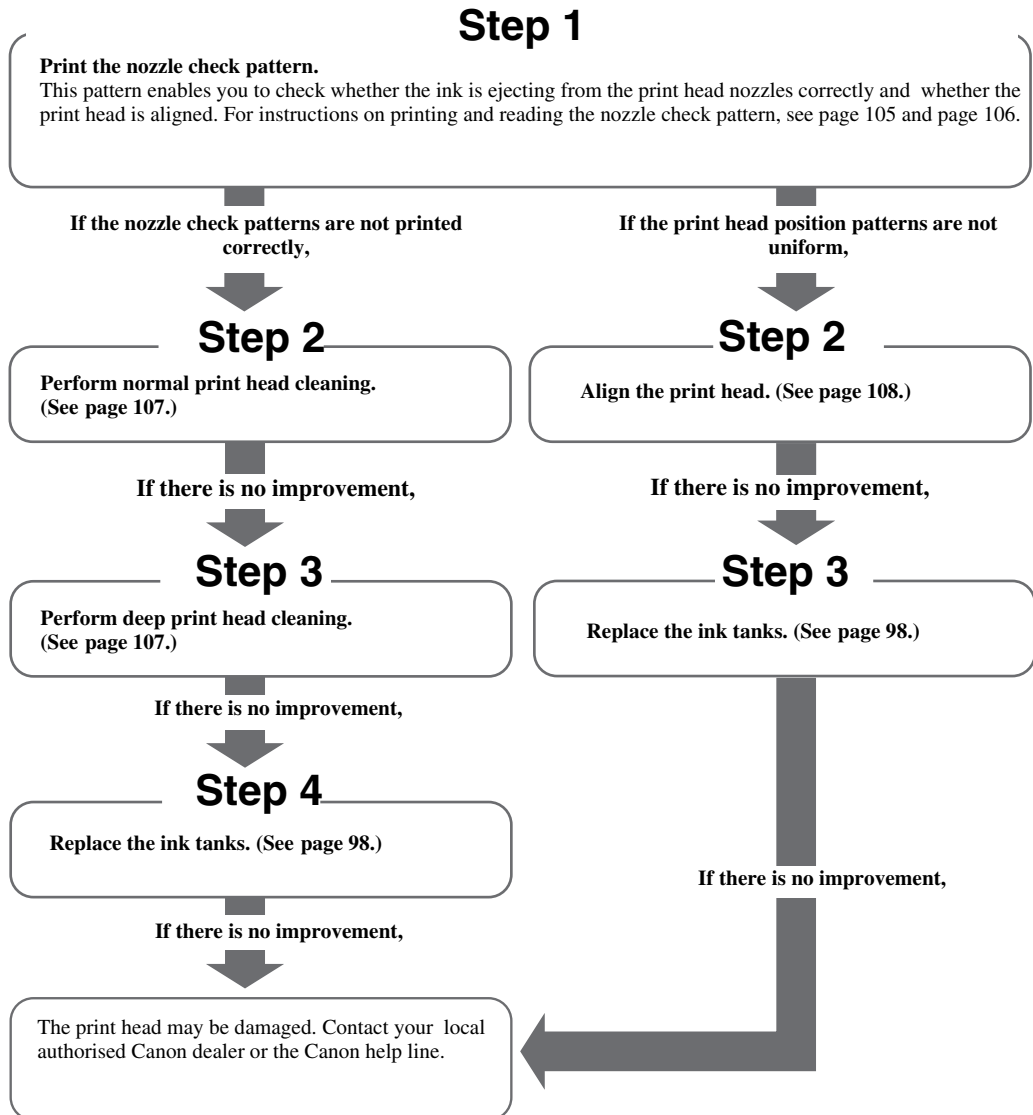 Step 1
Print the nozzle check pattern.
This pattern enables you to check whether the ink is ejecting from the print head nozzles correctly and whether the
print head is aligned. For instructions on printing and reading the nozzle check pattern, see page 105 and page 106.
If the nozzle check patterns are not printed
correctly,
If the print head position patterns are not
uniform,
Step 2
Perform normal print head cleaning.
(See page 107.)
Step 2
Align the print head. (See page 108.)
If there is no improvement,
If there is no improvement,
Step 3
Perform deep print head cleaning.
(See page 107.)
Step 3
Replace the ink tanks. (See page 98.)
If there is no improvement,
Step 4
Replace the ink tanks. (See page 98.)
If there is no improvement,
If there is no improvement,
The print head may be damaged. Contact your local
authorised Canon dealer or the Canon help line.